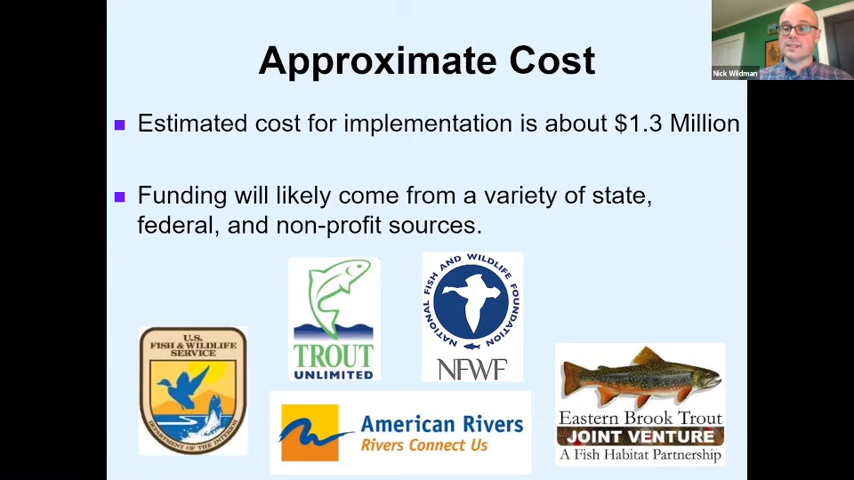 Approximate Cost
Nick Wildman
Estimated cost for implementation is about $1.3 Million
Funding will likely come from a variety of state,
federal, and non-profit sources.
U.S.
FISH & WILDLIFE
SERVICE
DEPARTMENT OF THE INTERIOR
TROUT
UNLIMITED
NATIONAL FISH AND WILDLIFE FOUNDATION
NFWF
American Rivers
Rivers Connect Us
Eastern Brook Trout
JOINT VENTURE
A Fish Habitat Partnership